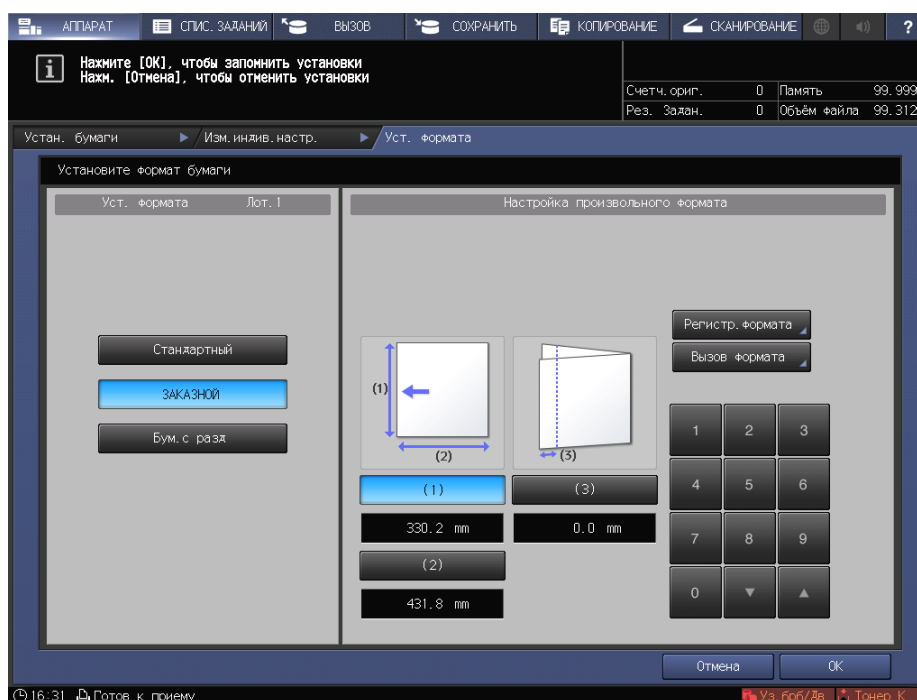 АППАРАТ
СПИС. ЗАДАНИЙ
ВЫЗОВ
СОХРАНИТЬ
КОПИРОВАНИЕ
СКАНИРОВАНИЕ
?
Нажмите [OK], чтобы запомнить установки
Нажм. [Отмена], чтобы отменить установки
Счетч. ориг. 0 Память 99.999
Рез. Задан. 0 Объём файла 99.312
Устан. бумаги
Изм.индив.настр.
Уст. формата
Установите формат бумаги
Уст. формата Лот.1
Настройка произвольного формата
Стандартный
ЗАКАЗНОЙ
Бум.с разд
Регистр.формата
Вызов формата
(1)
(2)
(3)
(1)
(3)
330.2 mm
0.0 mm
(2)
431.8 mm
1 2 3
4 5 6
7 8 9
0
Отмена
OK
16:31 Готов к приему
Уз.брб/Дв
Тонер K